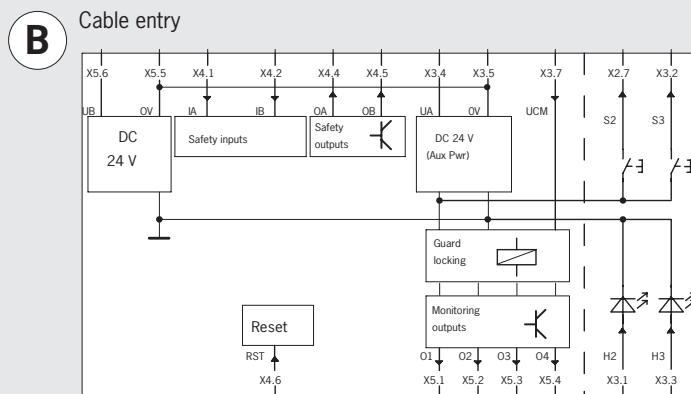 B
Cable entry
X5.6 X5.5 X4.1 X4.2 X4.4 X4.5 X3.4 X3.5 X3.7 X2.7 X3.2
UB 0V IA IB OA OB UA 0V UCM
S2 S3
DC
24 V
Safety inputs
Safety
outputs
DC 24 V
(Aux Pwr)
Guard
locking
Monitoring
outputs
Reset
RST O1 O2 O3 O4 H2 H3
X4.6 X5.1 X5.2 X5.3 X5.4 X3.1 X3.3